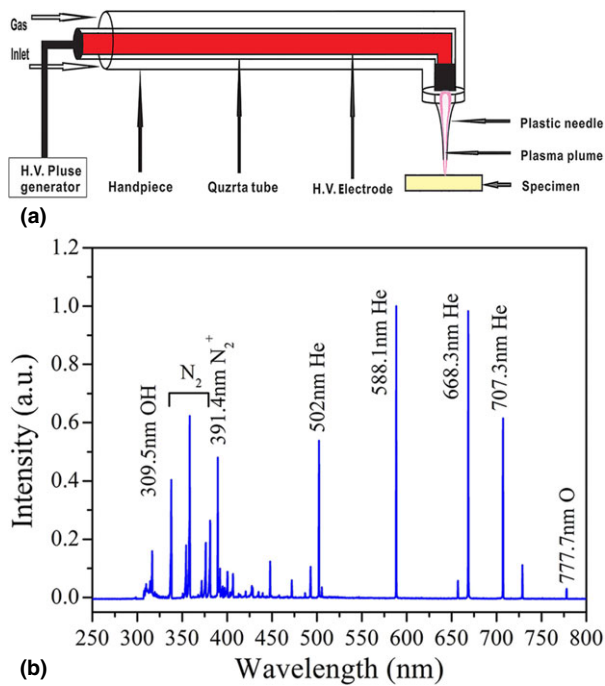 Gas
Inlet
H.V. Pluse
generator
Handpiece
Quzrta tube
H.V. Electrode
Plastic needle
Plasma plume
Specimen
(a)
1.2
1.0
0.8
0.6
0.4
0.2
0.0
Intensity (a.u.)
309.5nm OH
N2
391.4nm N2+
502nm He
588.1nm He
668.3nm He
707.3nm He
777.7nm O
250 300 350 400 450 500 550 600 650 700 750 800
Wavelength (nm)
(b)